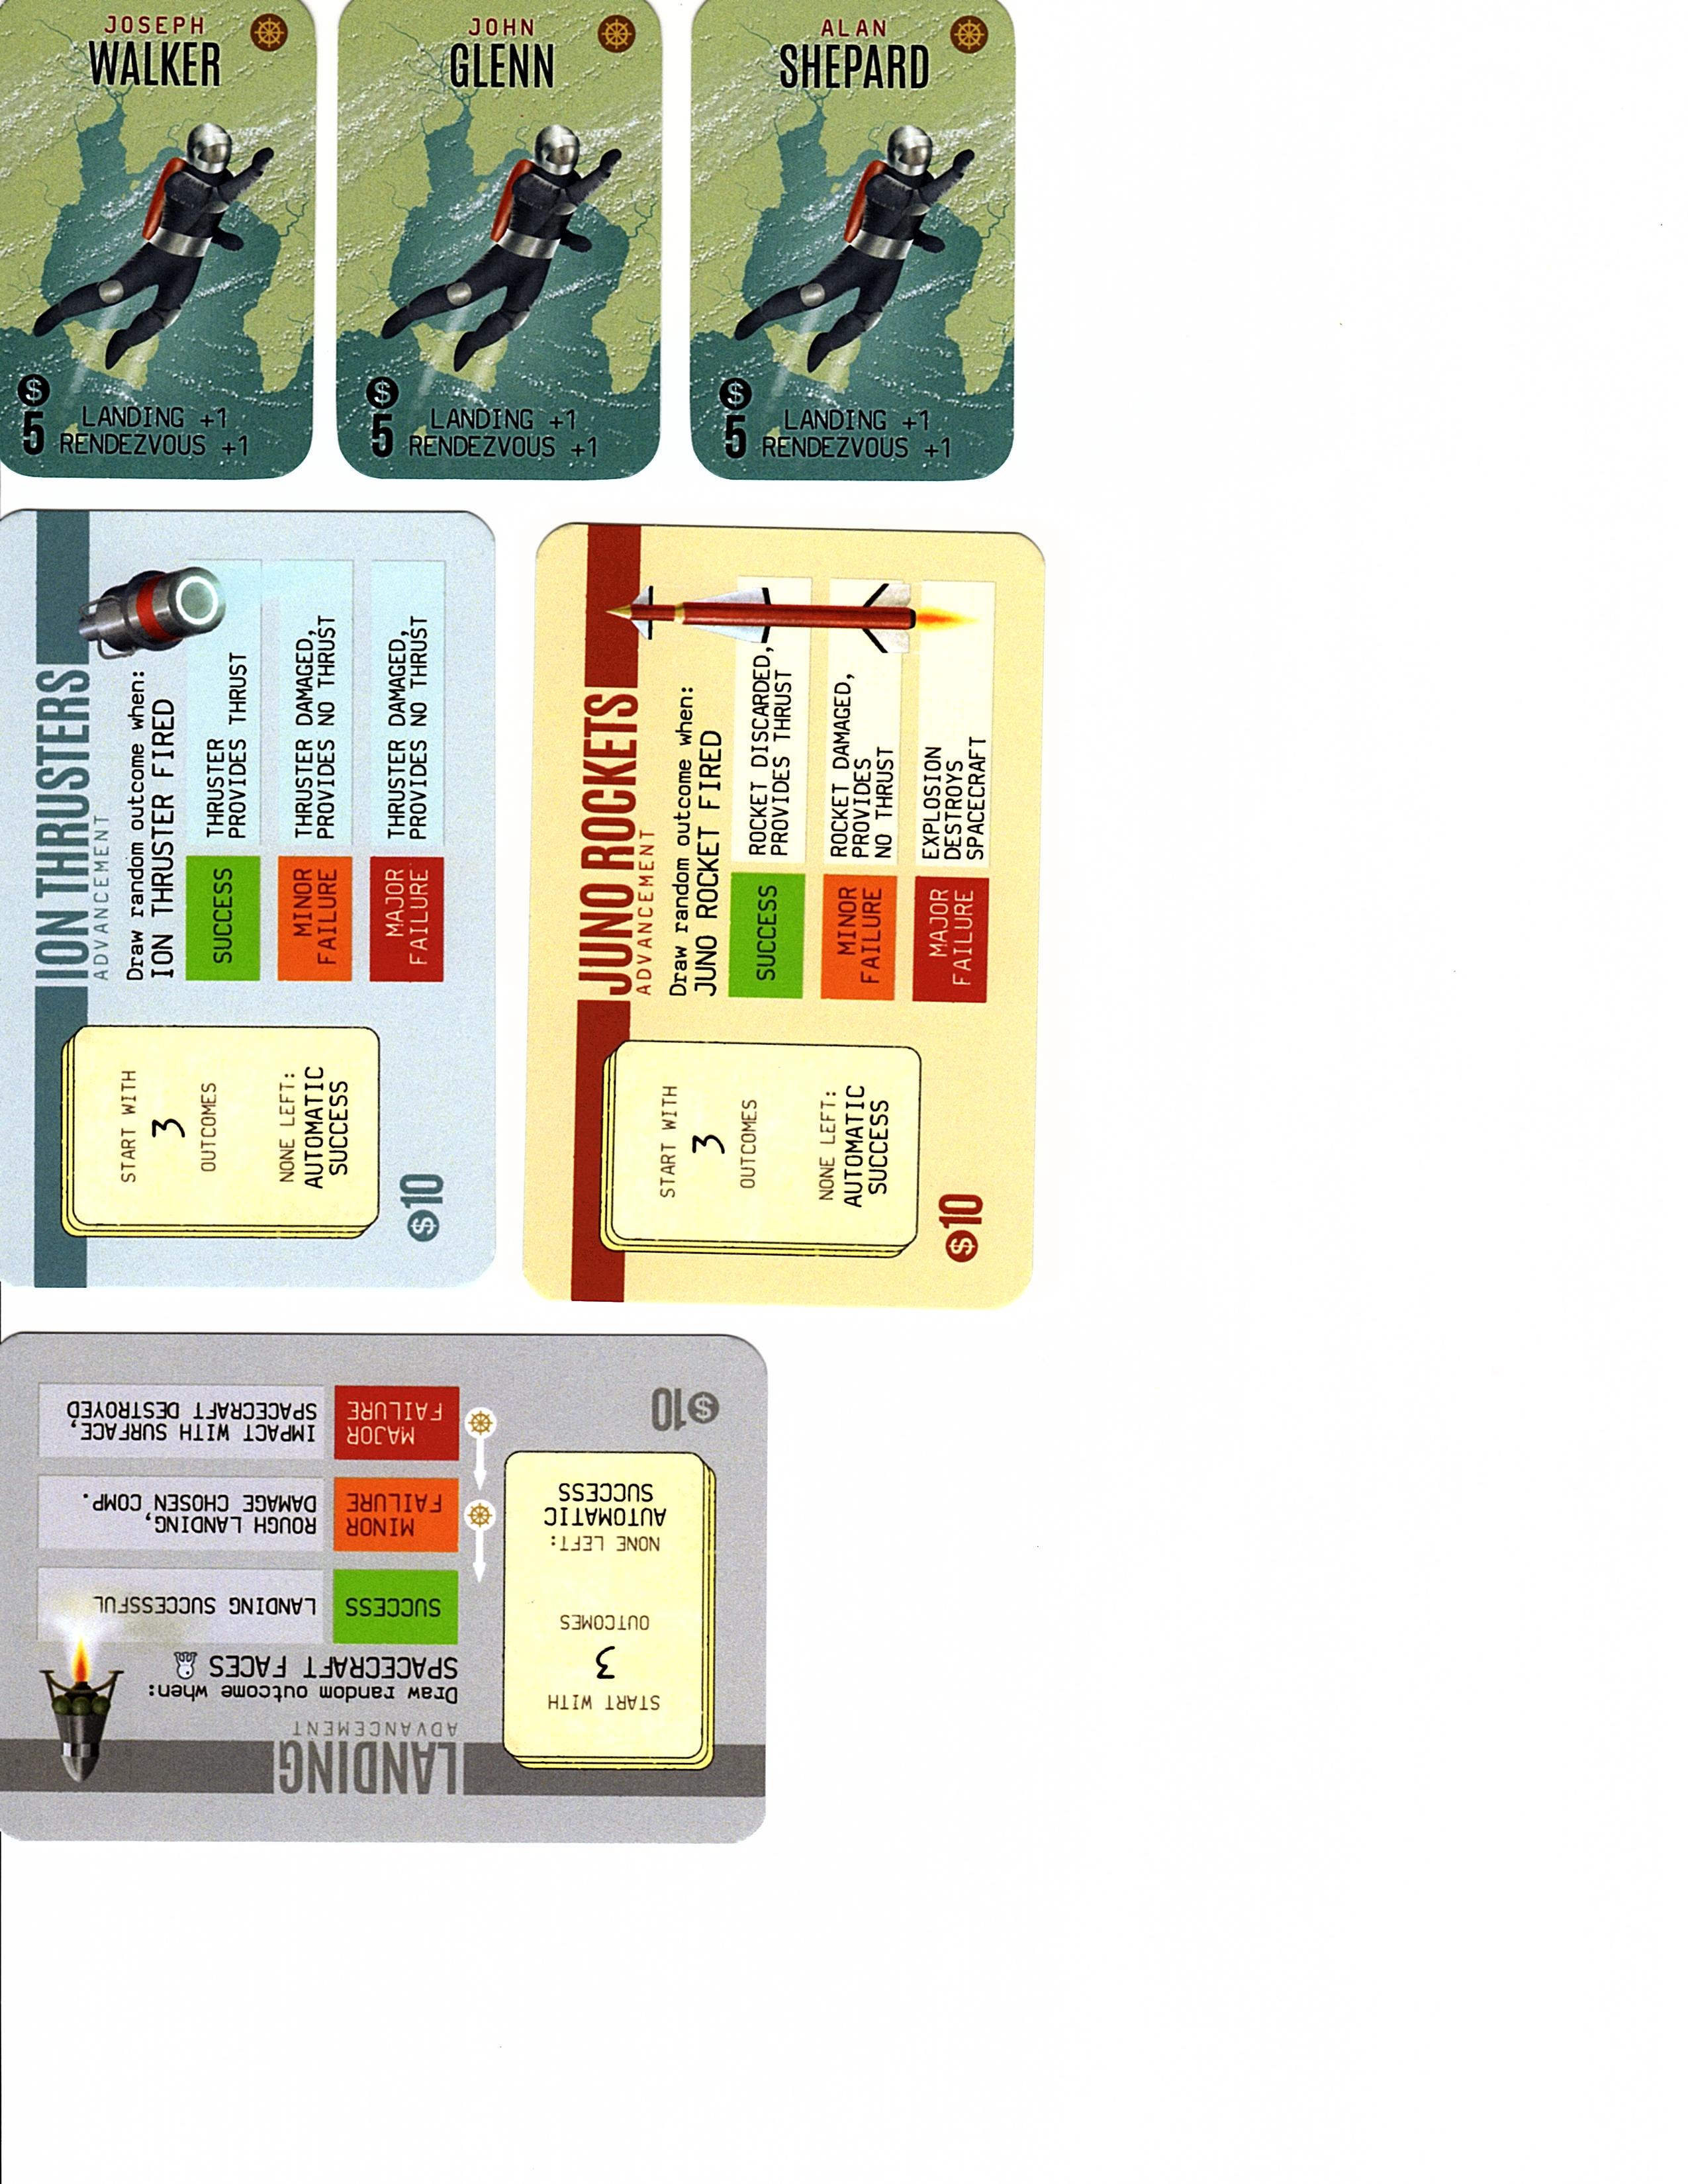 JOSEPH
WALKER
$
5
LANDING +1
RENDEZVOUS +1
JOHN
GLENN
$
5
LANDING +1
RENDEZVOUS +1
ALAN
SHEPARD
$
5
LANDING +1
RENDEZVOUS +1
ION THRUSTERS
ADVANCEMENT
Draw random outcome when:
ION THRUSTER FIRED
SUCCESS
THRUSTER
PROVIDES THRUST
MINOR
FAILURE
THRUSTER DAMAGED,
PROVIDES NO THRUST
MAJOR
FAILURE
THRUSTER DAMAGED,
PROVIDES NO THRUST
START WITH
3
OUTCOMES
NONE LEFT:
AUTOMATIC
SUCCESS
$10
JUNO ROCKETS
ADVANCEMENT
Draw random outcome when:
JUNO ROCKET FIRED
SUCCESS
ROCKET DISCARDED,
PROVIDES THRUST
MINOR
FAILURE
ROCKET DAMAGED,
PROVIDES
NO THRUST
MAJOR
FAILURE
EXPLOSION
DESTROYS
SPACECRAFT
START WITH
3
OUTCOMES
NONE LEFT:
AUTOMATIC
SUCCESS
$10
LANDING
ADVANCEMENT
Draw random outcome when:
SPACECRAFT FACES
SUCCESS
LANDING SUCCESSFUL
MINOR
FAILURE
ROUGH LANDING,
DAMAGE CHOSEN COMP.
MAJOR
FAILURE
IMPACT WITH SURFACE,
SPACECRAFT DESTROYED
START WITH
3
OUTCOMES
NONE LEFT:
AUTOMATIC
SUCCESS
$10